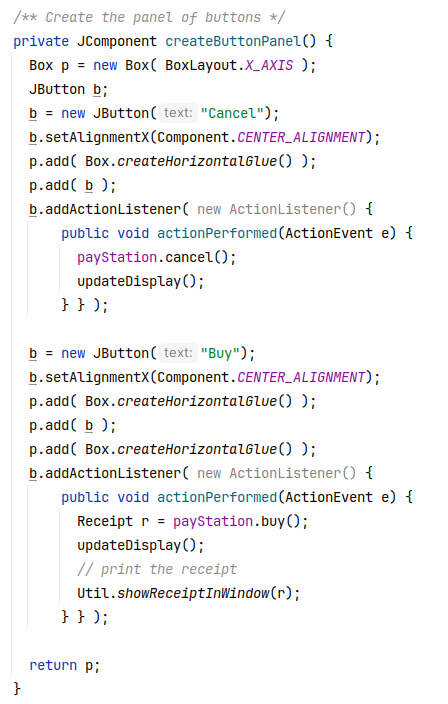 /** Create the panel of buttons */
private JComponent createButtonPanel() {
  Box p = new Box( BoxLayout.X_AXIS );
  JButton b;
  b = new JButton( text: "Cancel");
  b.setAlignmentX(Component.CENTER_ALIGNMENT);
  p.add( Box.createHorizontalGlue() );
  p.add( b );
  b.addActionListener( new ActionListener() {
      public void actionPerformed(ActionEvent e) {
        payStation.cancel();
        updateDisplay();
      } } );

  b = new JButton( text: "Buy");
  b.setAlignmentX(Component.CENTER_ALIGNMENT);
  p.add( Box.createHorizontalGlue() );
  p.add( b );
  p.add( Box.createHorizontalGlue() );
  b.addActionListener( new ActionListener() {
      public void actionPerformed(ActionEvent e) {
        Receipt r = payStation.buy();
        updateDisplay();
        // print the receipt
        Util.showReceiptInWindow(r);
      } } );

  return p;
}